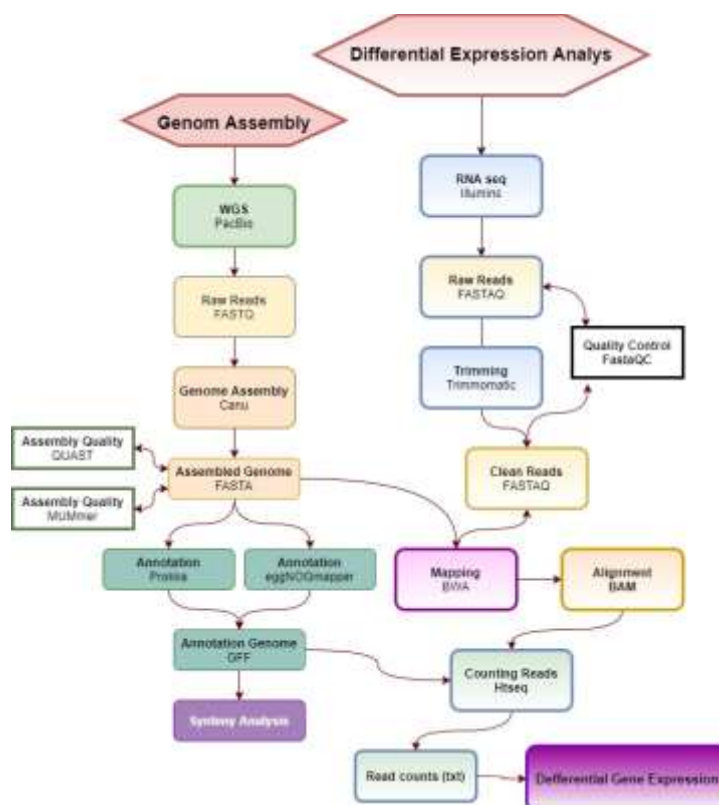 Differential Expression Analys
Genom Assembly
WGS
PacBio
Raw Reads
FASTQ
Genome Assembly
Canu
Assembly Quality
QUAST
Assembly Quality
MUMmer
Assembled Genome
FASTA
Annotation
Prokka
Annotation
eggNOGmapper
Annotation Genome
GFF
Synteny Analysis
RNA seq
Illumina
Raw Reads
FASTAQ
Quality Control
FastaQC
Trimming
Trimmomatic
Clean Reads
FASTAQ
Mapping
BWA
Alignment
BAM
Counting Reads
Htseq
Read counts (txt)
Defferential Gene Expression